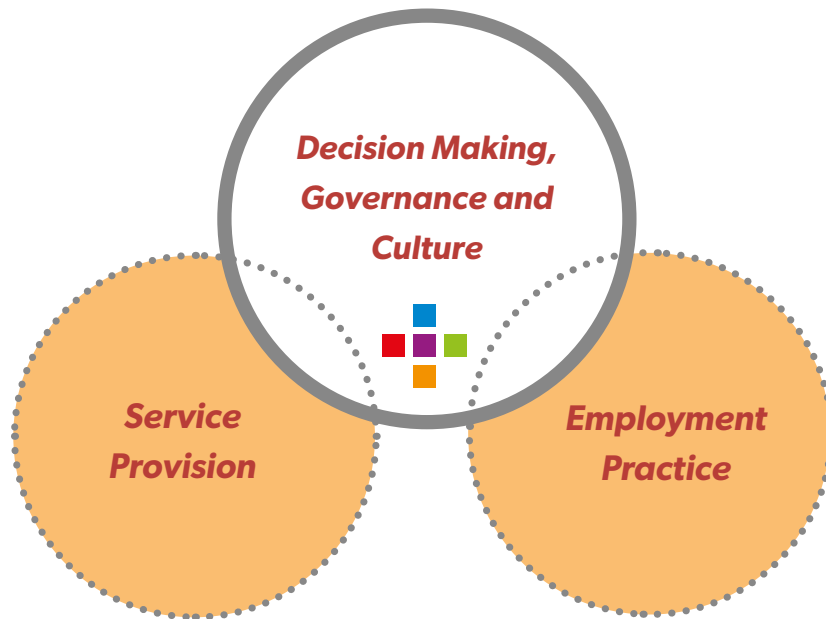 Decision Making,
Governance and
Culture
Service
Provision
Employment
Practice